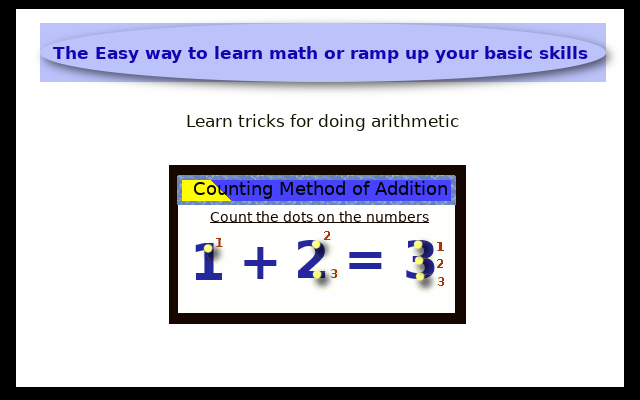 The Easy way to learn math or ramp up your basic skills
Learn tricks for doing arithmetic
Counting Method of Addition
Count the dots on the numbers
1 + 2 = 3
1
2
3
1
2
3